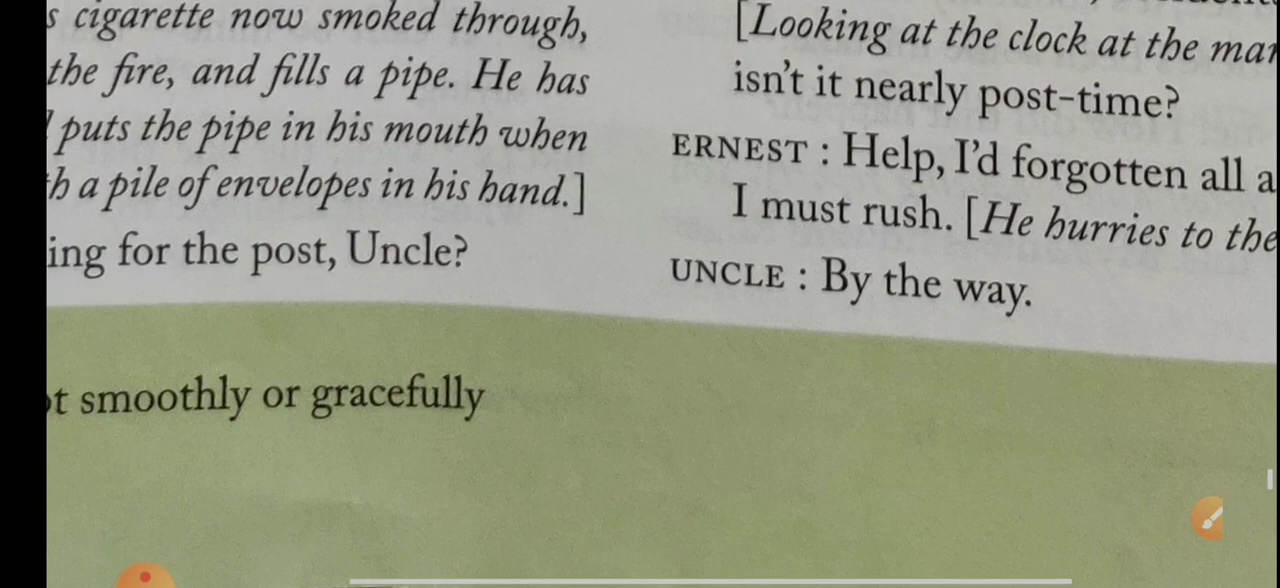 cigarette now smoked through,
the fire, and fills a pipe. He has
puts the pipe in his mouth when
a pile of envelopes in his hand.]
ing for the post, Uncle?
smoothly or gracefully
[Looking at the clock at the
isn't it nearly post-time?
ERNEST : Help, I'd forgotten all a
I must rush. [He hurries to the
UNCLE : By the way.